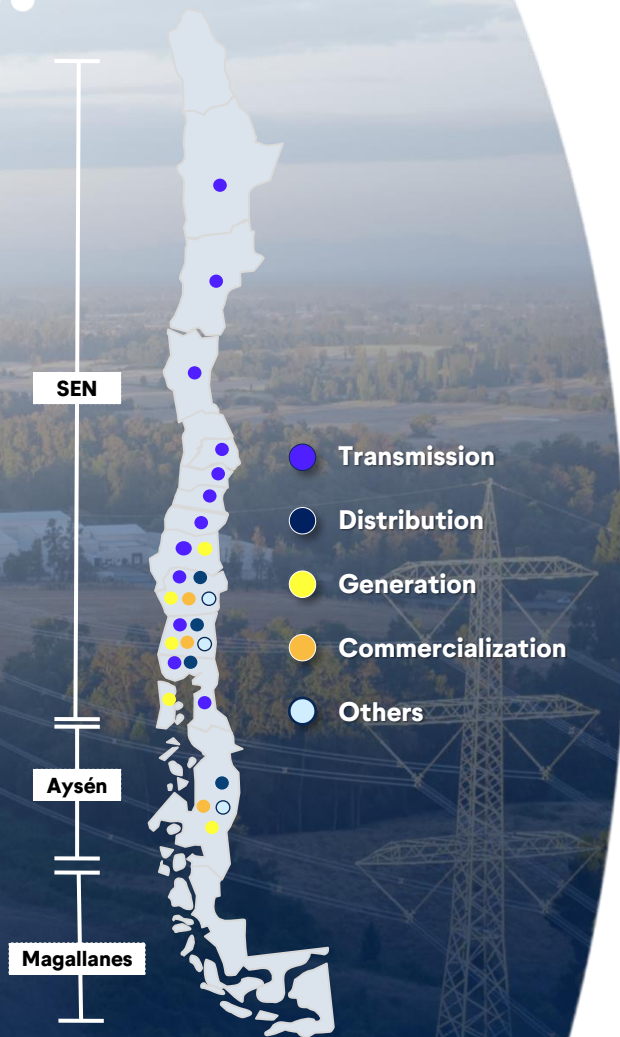 SEN
Transmission
Distribution
Generation
Commercialization
Others
Aysén
Magallanes